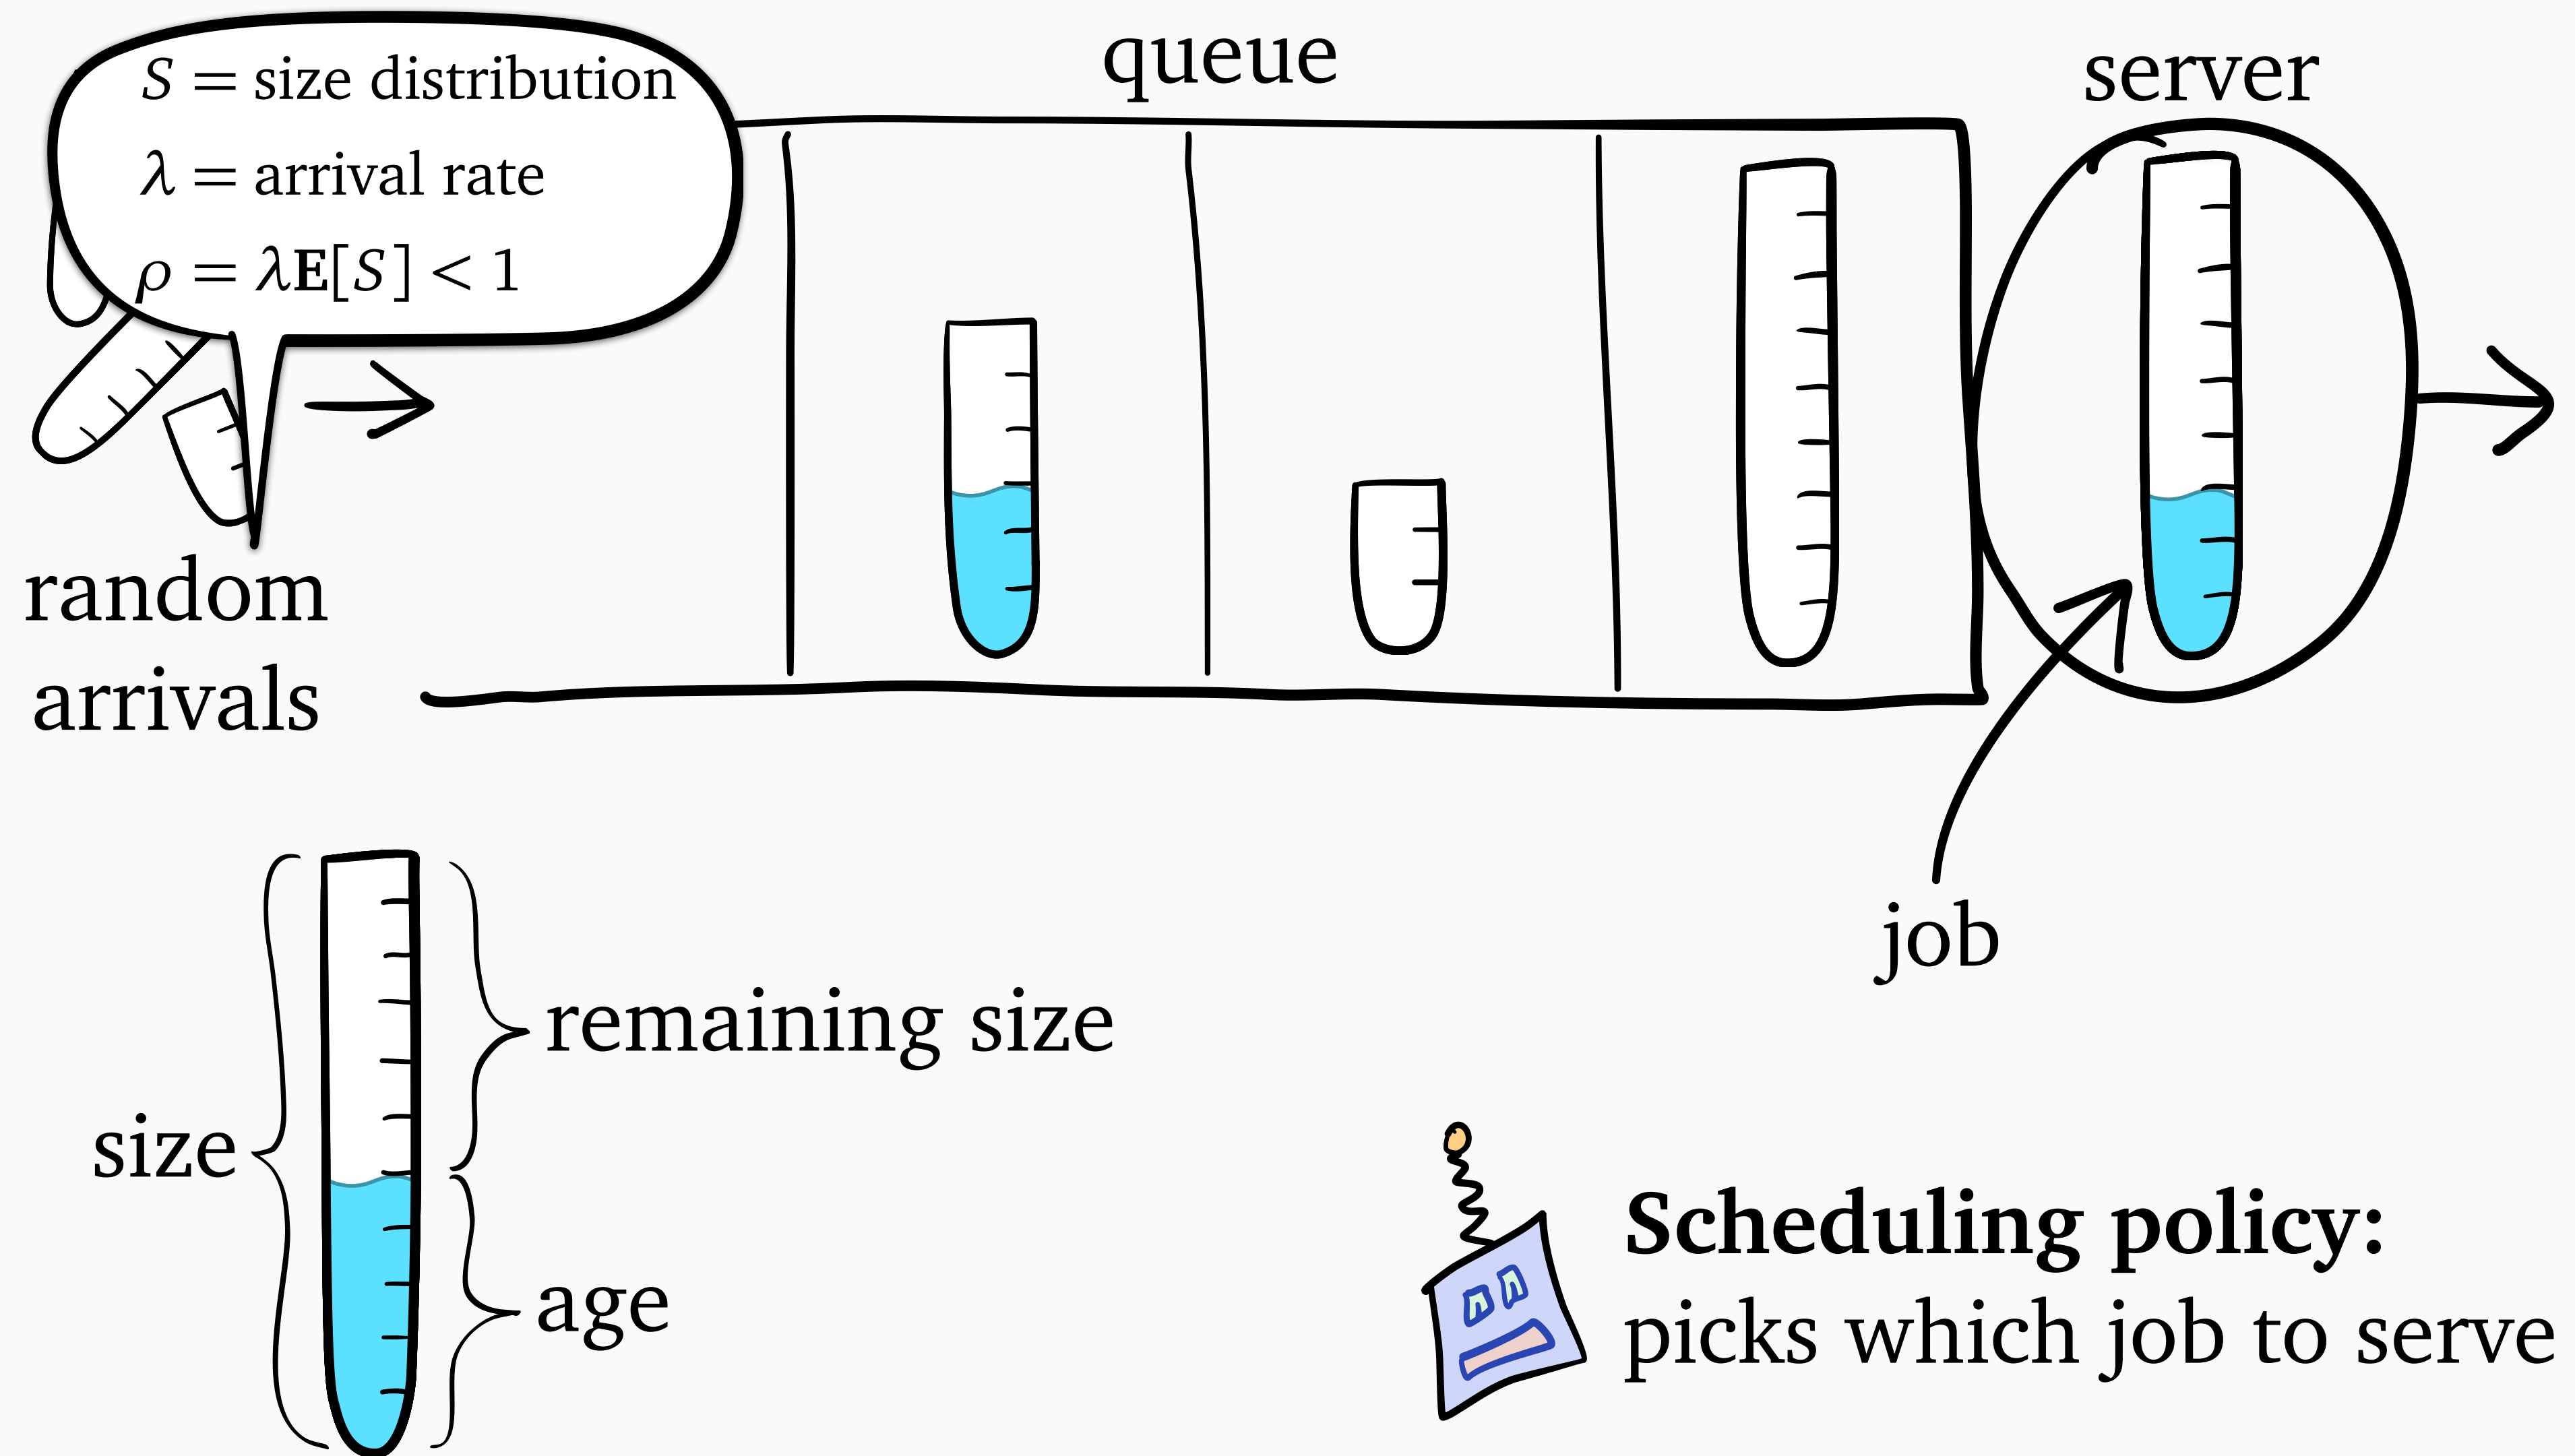 S = size distribution
λ = arrival rate
ρ = λE[S] < 1
queue
server
random
arrivals
job
size
remaining size
age
Scheduling policy:
picks which job to serve